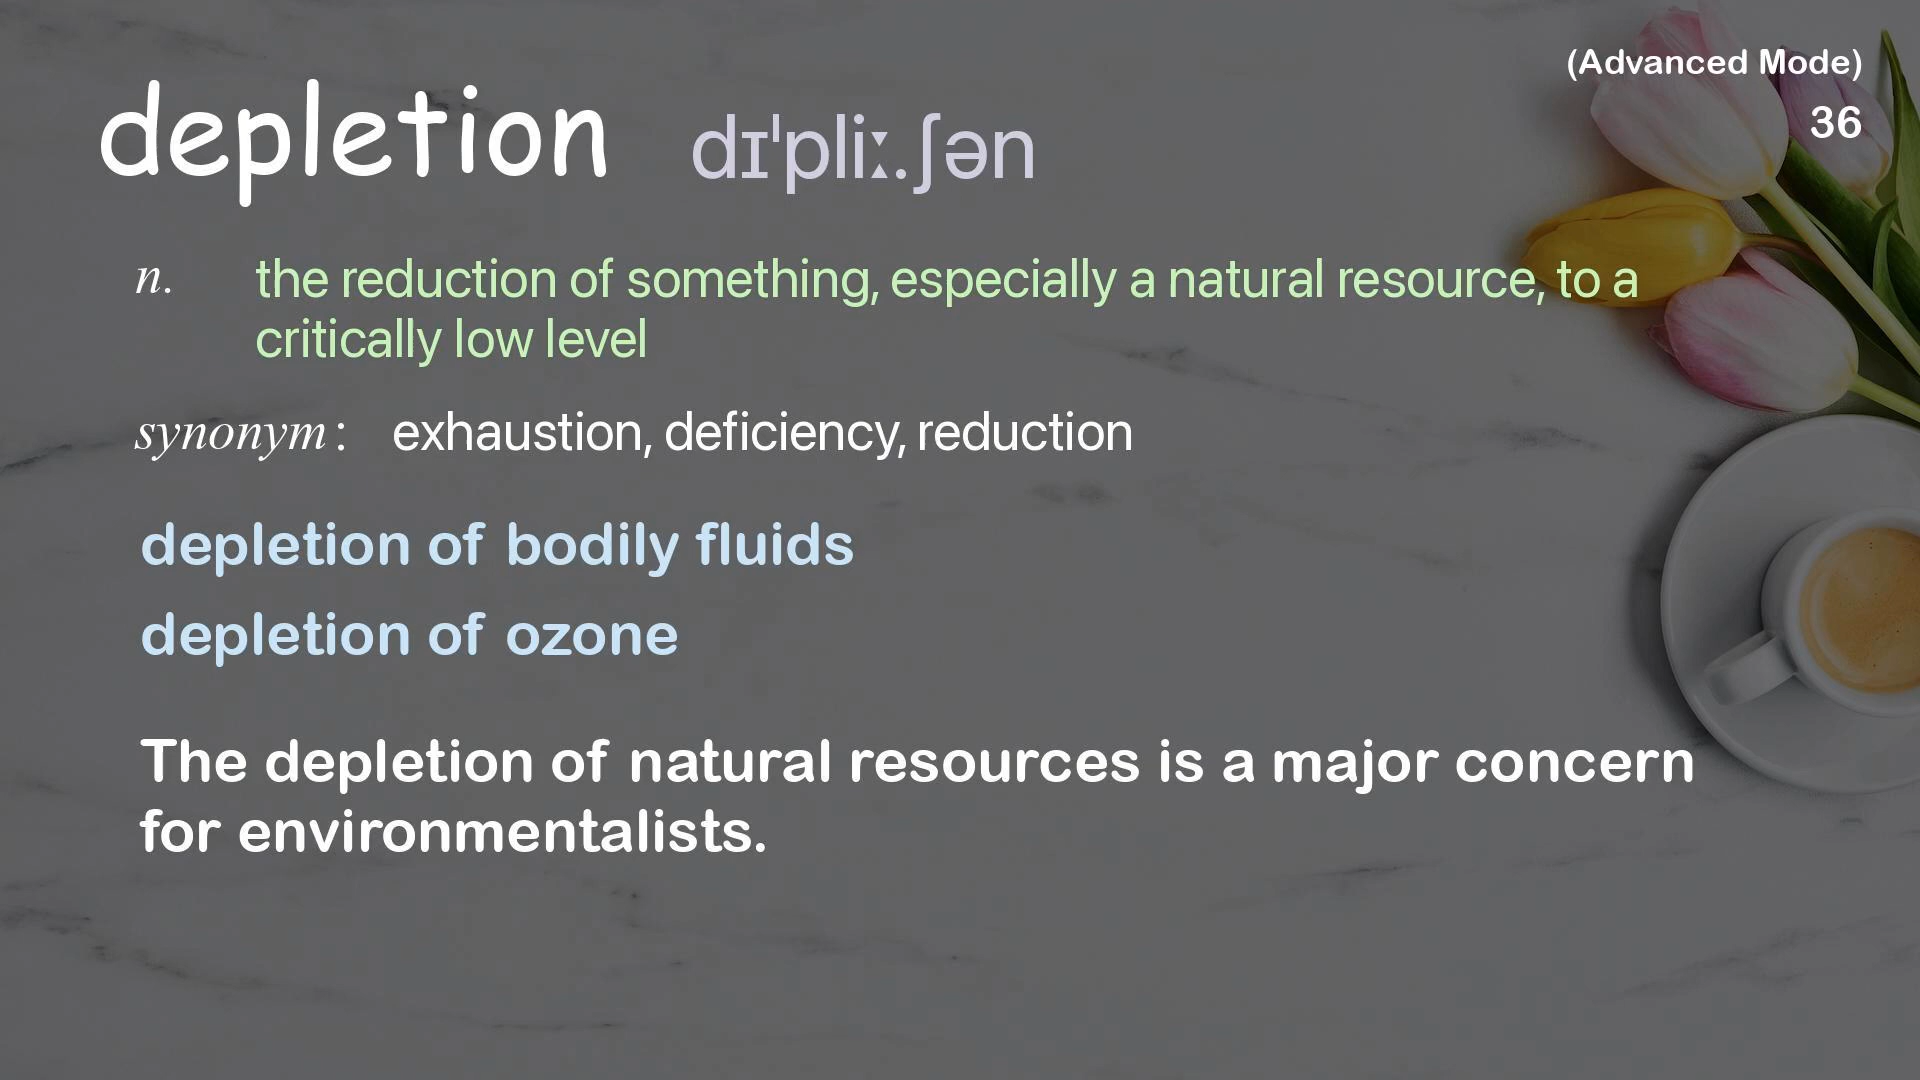 (Advanced Mode)
36
depletion dɪˈpliː.ʃən
n. the reduction of something, especially a natural resource, to a
critically low level
synonym : exhaustion, deficiency, reduction
depletion of bodily fluids
depletion of ozone
The depletion of natural resources is a major concern
for environmentalists.